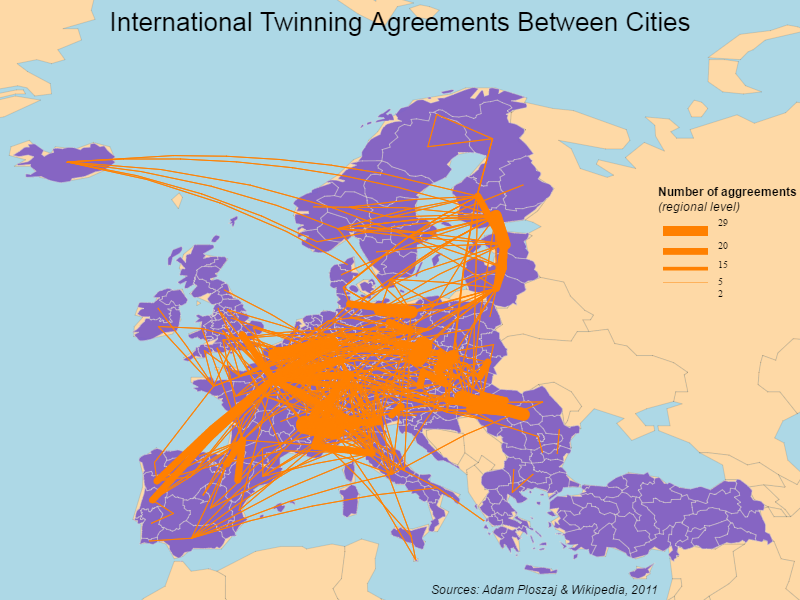 International Twinning Agreements Between Cities
Number of aggreements
(regional level)
29
20
15
5
2
Sources: Adam Ploszaj & Wikipedia, 2011